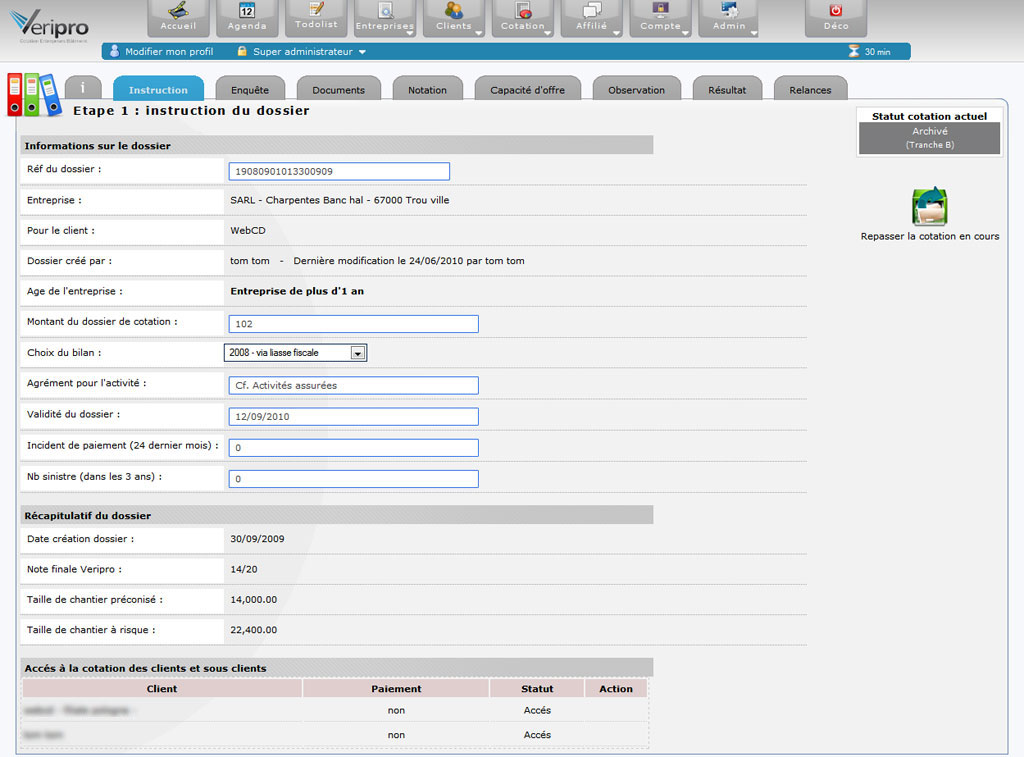 Veripro
Cotation Entreprises Bâtiment
Accueil
Agenda
Todolist
Entreprises
Clients
Cotation
Affilié
Compte
Admin
Déco
12
Modifier mon profil
Super administrateur
30 min
i
Instruction
Enquête
Documents
Notation
Capacité d'offre
Observation
Résultat
Relances
Etape 1 : instruction du dossier
Statut cotation actuel
Archivé
(Tranche B)
Repasser la cotation en cours
Informations sur le dossier
Réf du dossier : 19080901013300909
Entreprise : SARL - Charpentes Banc hal - 67000 Trou ville
Pour le client : WebCD
Dossier créé par : tom tom - Dernière modification le 24/06/2010 par tom tom
Age de l'entreprise : Entreprise de plus d'1 an
Montant du dossier de cotation : 102
Choix du bilan : 2008 - via liasse fiscale
Agrément pour l'activité : Cf. Activités assurées
Validité du dossier : 12/09/2010
Incident de paiement (24 dernier mois) : 0
Nb sinistre (dans les 3 ans) : 0
Récapitulatif du dossier
Date création dossier : 30/09/2009
Note finale Veripro : 14/20
Taille de chantier préconisé : 14,000.00
Taille de chantier à risque : 22,400.00
Accés à la cotation des clients et sous clients
Client Paiement Statut Action
non Accés
non Accés